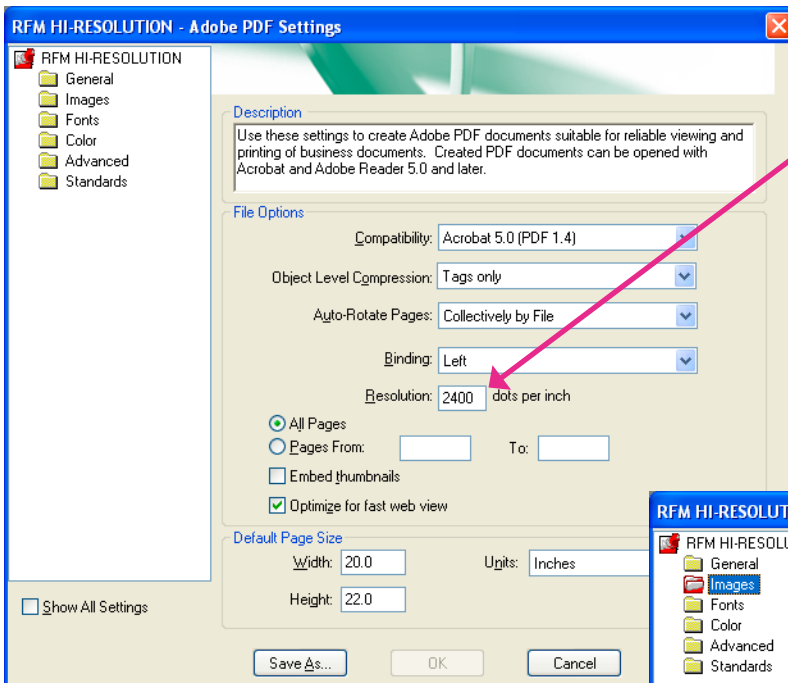 RFM HI-RESOLUTION - Adobe PDF Settings
RFM HI-RESOLUTION
General
Images
Fonts
Color
Advanced
Standards
Show All Settings
Description
Use these settings to create Adobe PDF documents suitable for reliable viewing and
printing of business documents.  Created PDF documents can be opened with
Acrobat and Adobe Reader 5.0 and later.
File Options
Compatibility: Acrobat 5.0 (PDF 1.4)
Object Level Compression: Tags only
Auto-Rotate Pages: Collectively by File
Binding: Left
Resolution: 2400 dots per inch
All Pages
Pages From: To:
Embed thumbnails
Optimize for fast web view
Default Page Size
Width: 20.0 Units: Inches
Height: 22.0
Save As... OK Cancel
RFM HI-RESOLUT
RFM HI-RESOLU
General
Images
Fonts
Color
Advanced
Standards